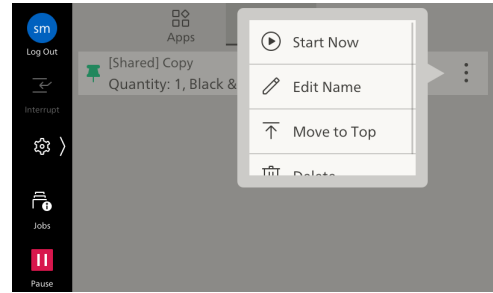 sm
Log Out
Interrupt
Jobs
Pause
Apps
[Shared] Copy
Quantity: 1, Black &
Start Now
Edit Name
Move to Top
Delete